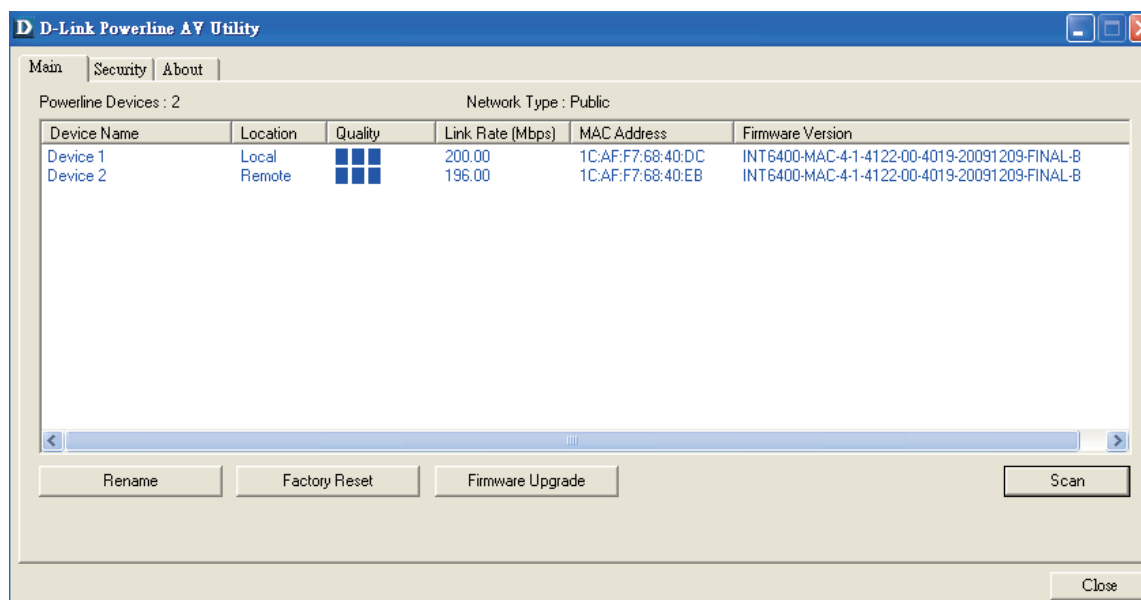 D D-Link Powerline AV Utility
Main Security About
Powerline Devices : 2 Network Type : Public
Device Name Location Quality Link Rate (Mbps) MAC Address Firmware Version
Device 1 Local 200.00 1C:AF:F7:68:40:DC INT6400-MAC-4-1-4122-00-4019-20091209-FINAL-B
Device 2 Remote 196.00 1C:AF:F7:68:40:EB INT6400-MAC-4-1-4122-00-4019-20091209-FINAL-B
Rename Factory Reset Firmware Upgrade Scan
Close